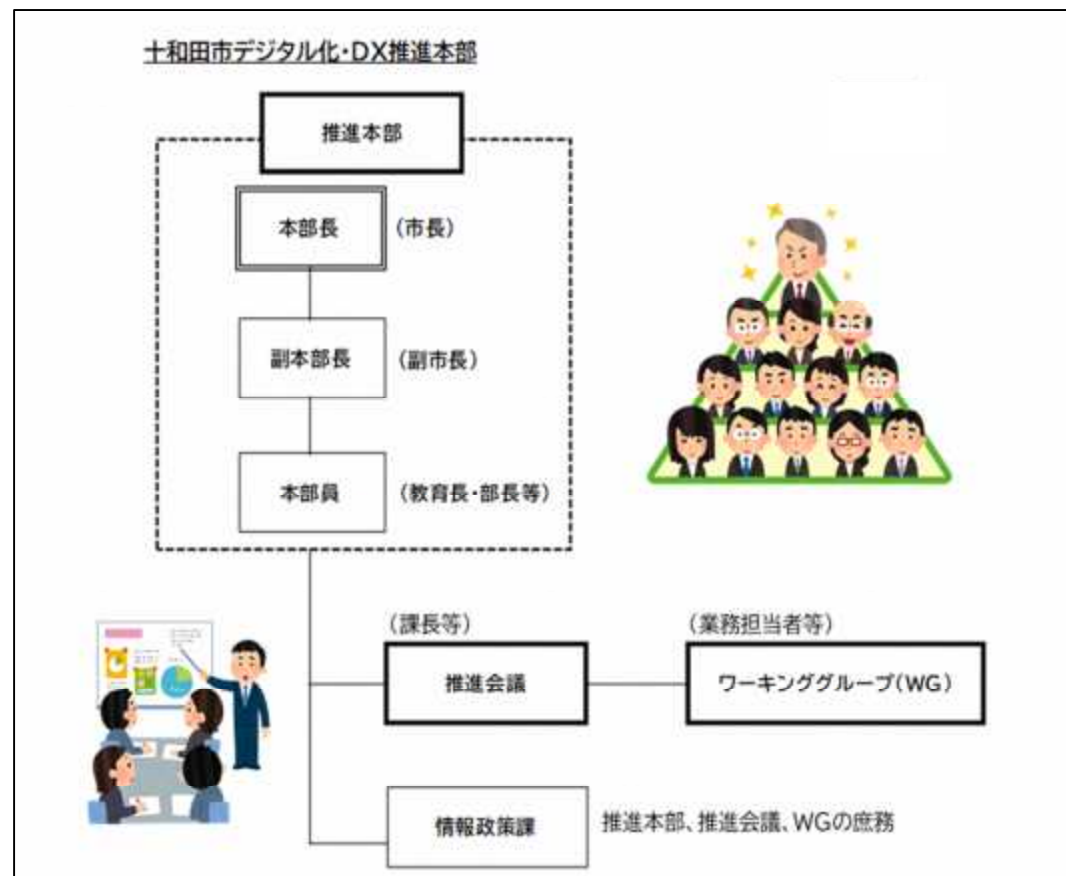 十和田市デジタル化・DX推進本部
推進本部
本部長 (市長)
副本部長 (副市長)
本部員 (教育長・部長等)
(課長等) (業務担当者等)
推進会議 ワーキンググループ(WG)
情報政策課 推進本部、推進会議、WGの庶務